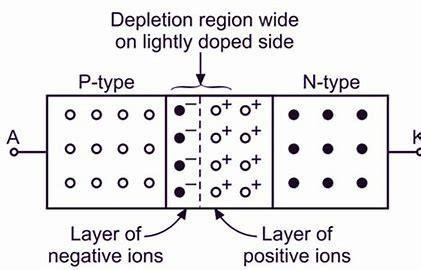 Depletion region wide
on lightly doped side
P-type
N-type
A
K
− + +
− + +
− + +
− + +
Layer of
negative ions
Layer of
positive ions